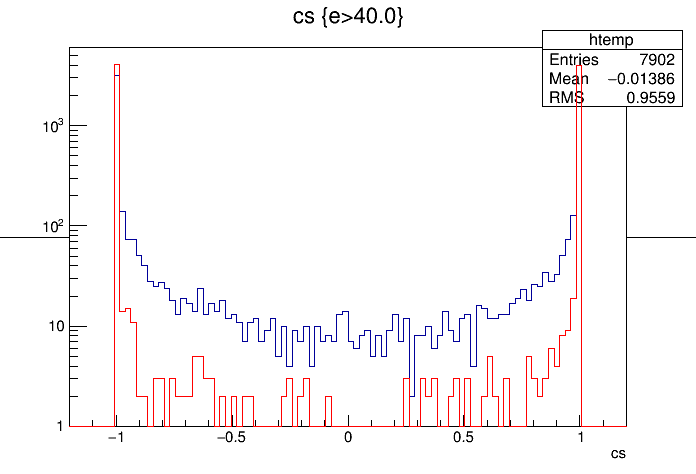 cs {e>40.0}
htemp
Entries 7902
Mean −0.01386
RMS 0.9559
10³
10²
10
1
−1 −0.5 0 0.5 1
cs